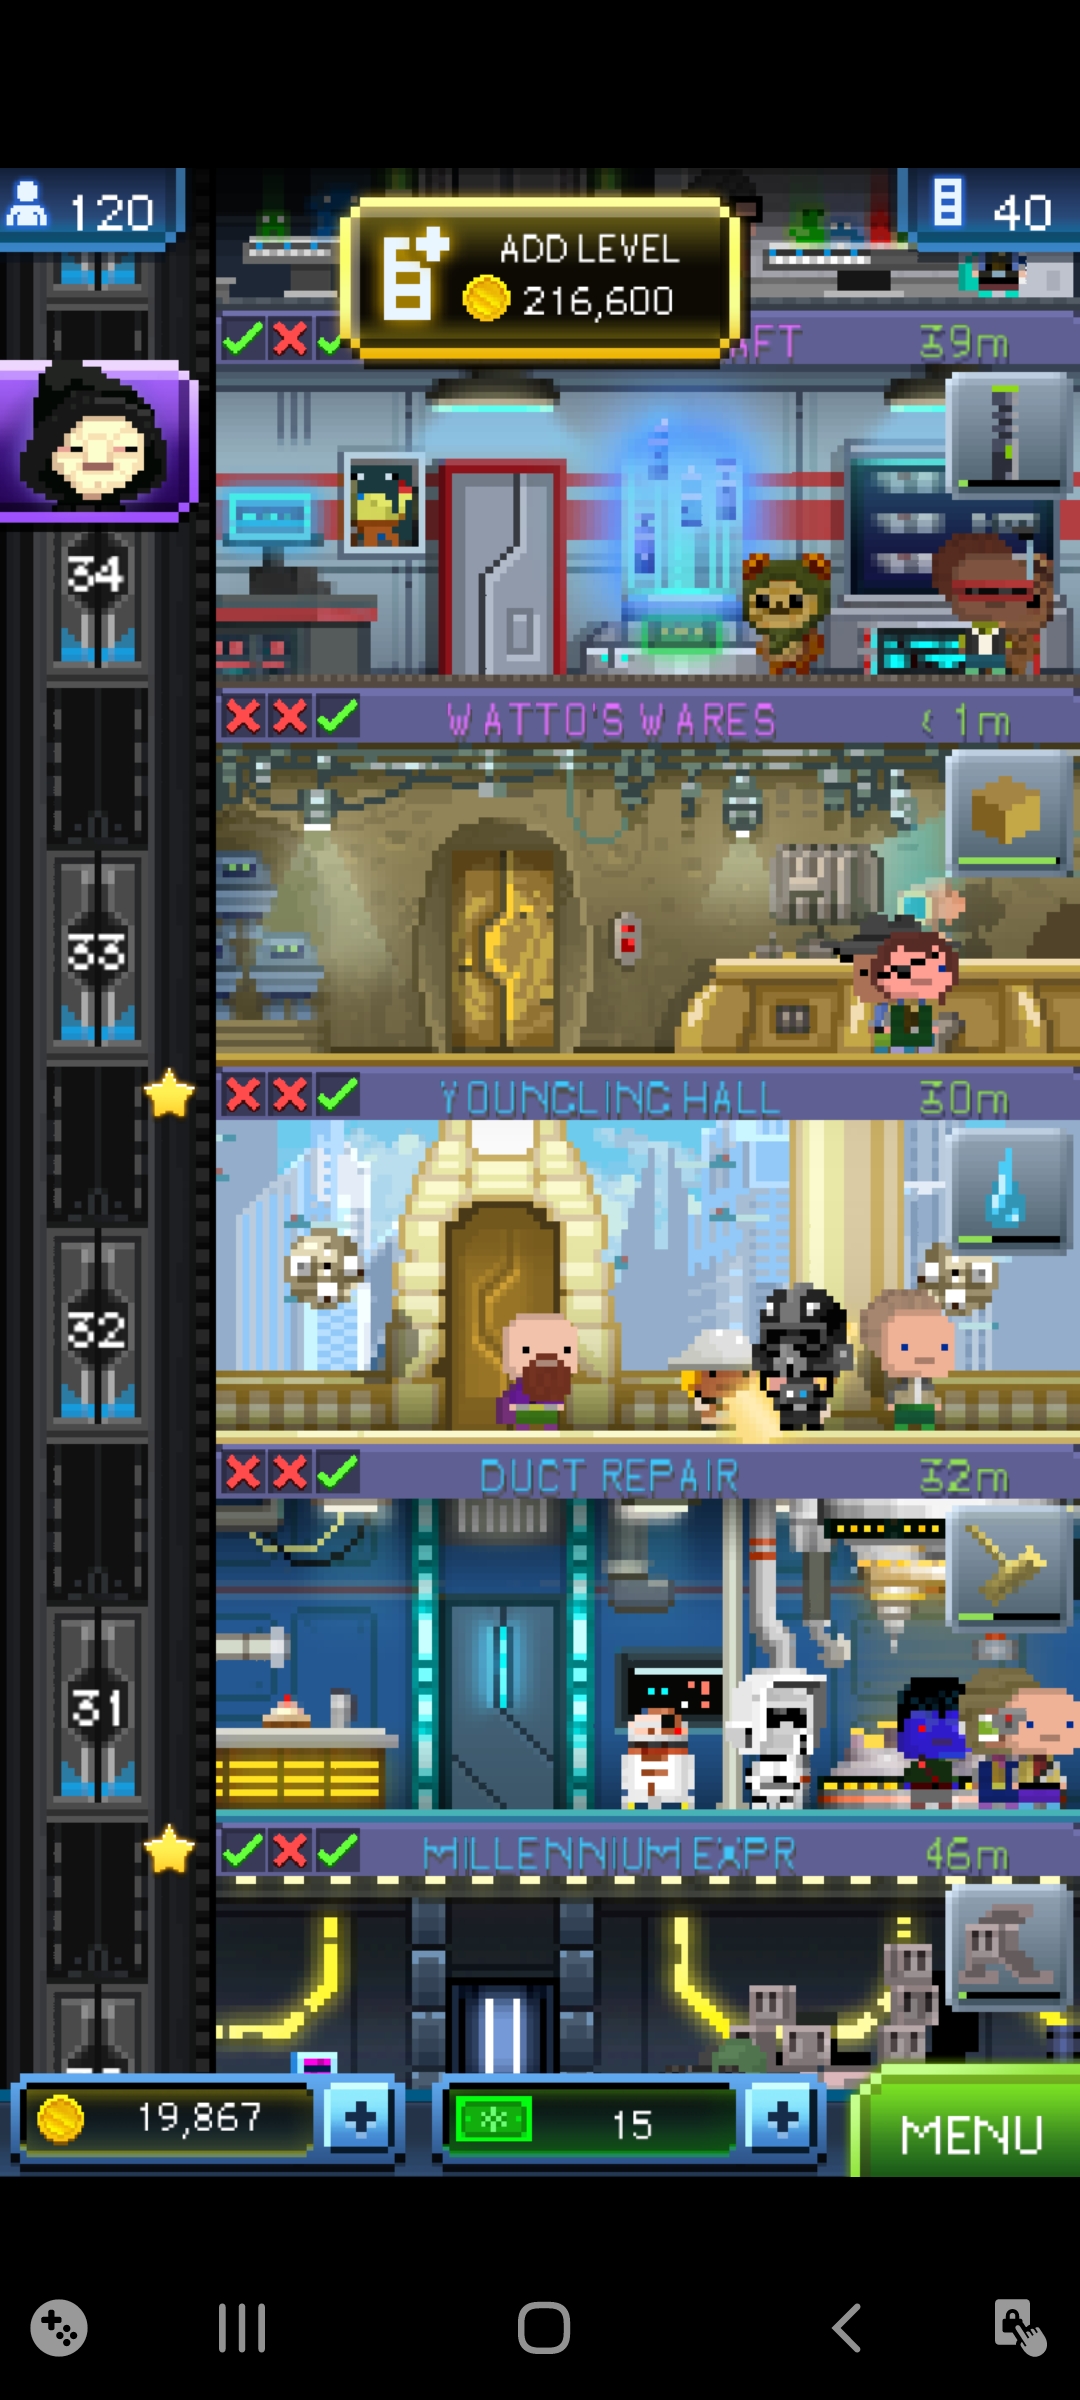 120
40
ADD LEVEL
216,600
39m
34
WATTO'S WARES
< 1m
33
YOUNGLING HALL
30m
32
DUCT REPAIR
32m
31
MILLENNIUM EXPR
46m
19,867
15
MENU